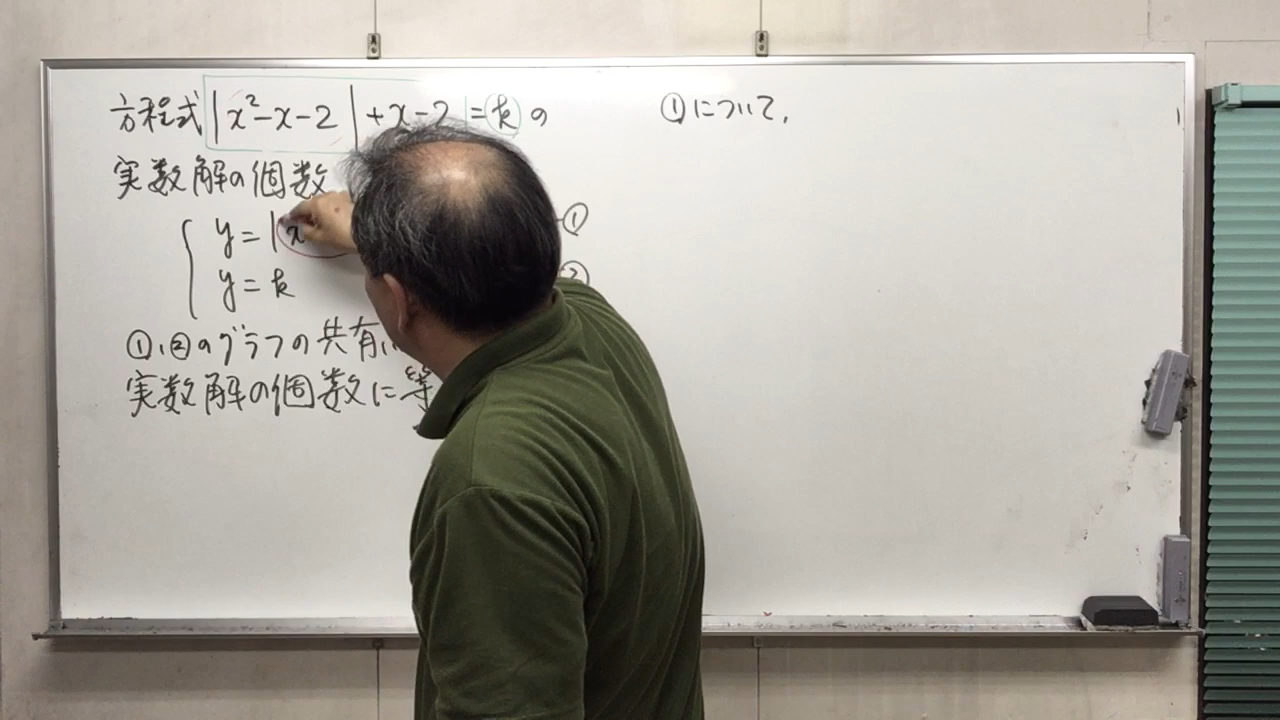 方程式 |x²-x-2|+x-2=kの
実数解の個数
y=|x
y=k
①
②
①,②のグラフの共有
実数解の個数に等
①について,